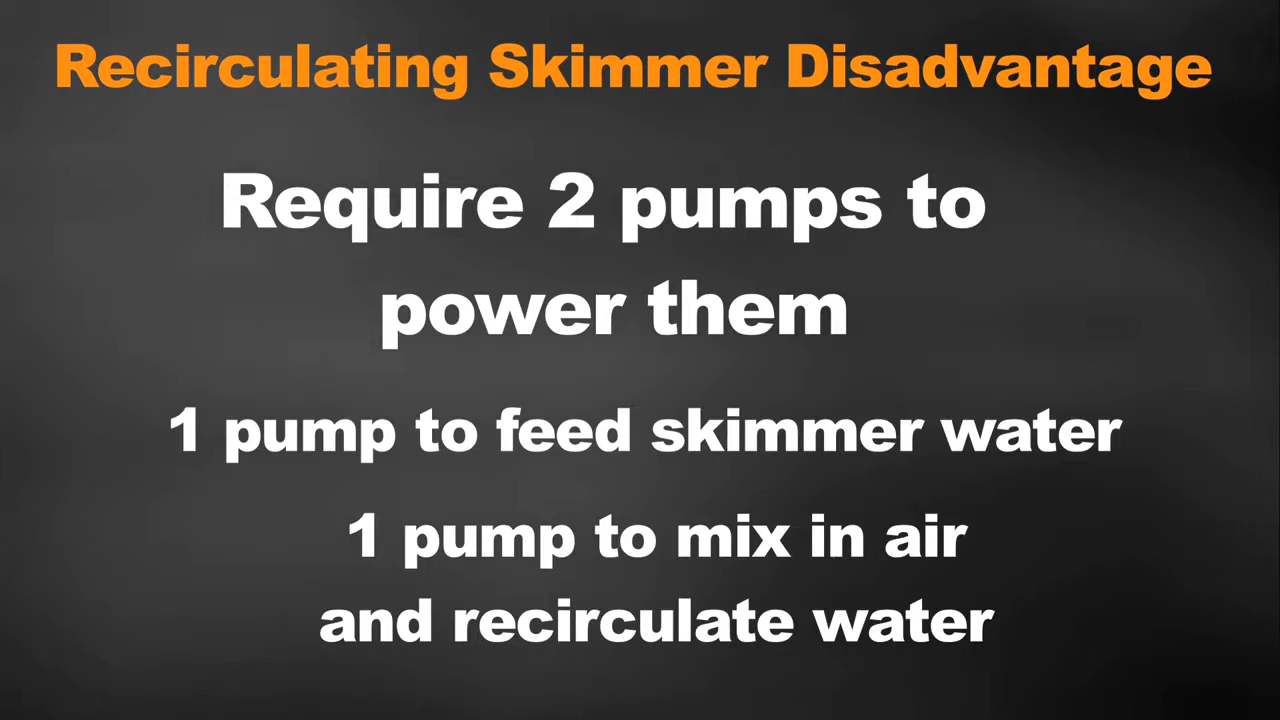 Recirculating Skimmer Disadvantage
Require 2 pumps to
power them
1 pump to feed skimmer water
1 pump to mix in air
and recirculate water